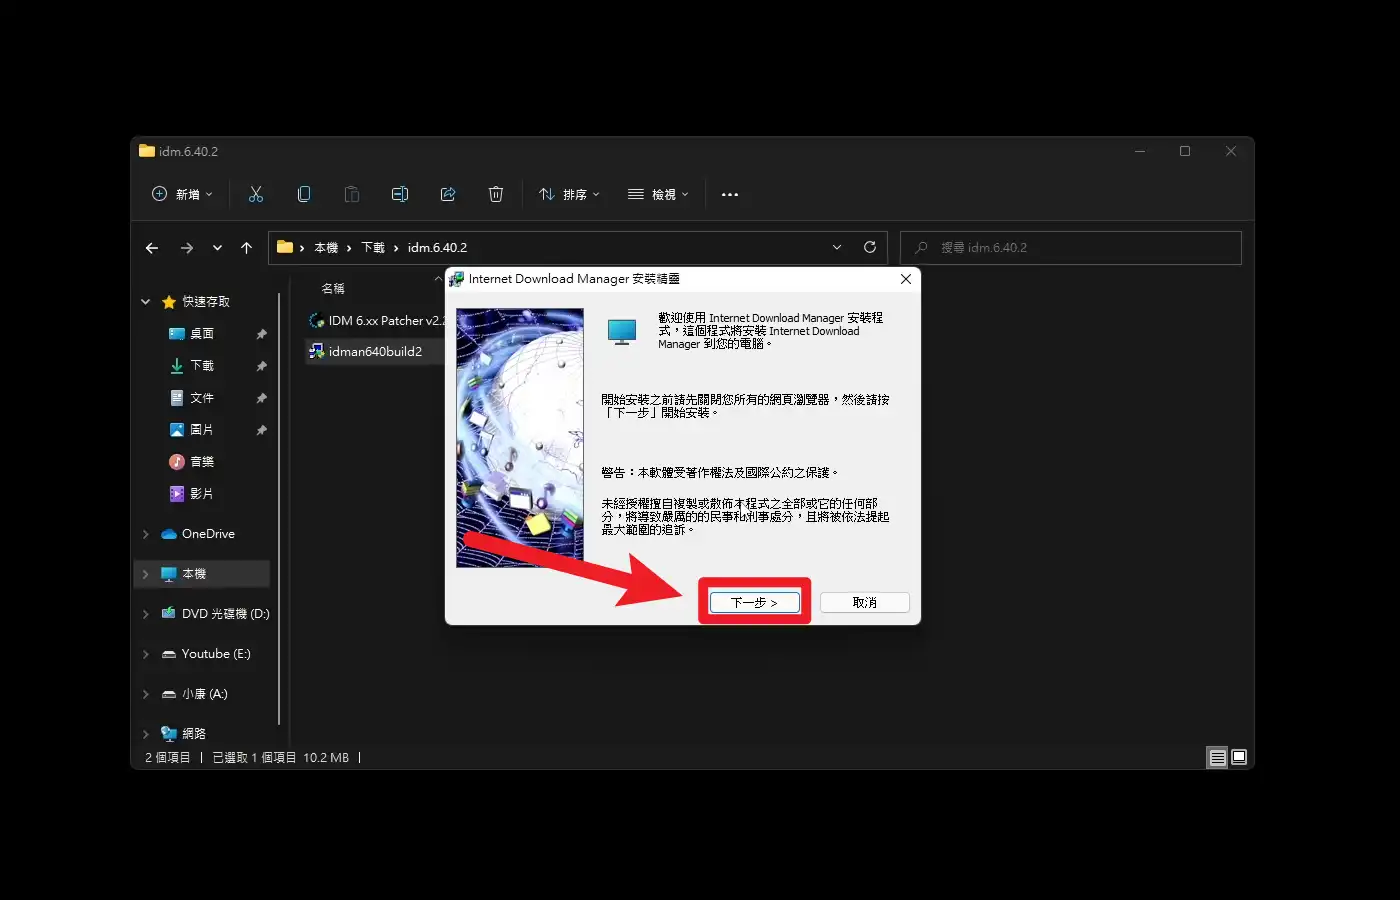 idm.6.40.2
新增
排序
檢視
本機 > 下載 > idm.6.40.2
搜尋 idm.6.40.2
名稱
IDM 6.xx Patcher v2.
idman640build2
快速存取
桌面
下載
文件
圖片
音樂
影片
OneDrive
本機
DVD 光碟機 (D:)
Youtube (E:)
小康 (A:)
網路
2 個項目 | 已選取 1 個項目 10.2 MB |
Internet Download Manager 安裝精靈
歡迎使用 Internet Download Manager 安裝程
式，這個程式將安裝 Internet Download
Manager 到您的電腦。
開始安裝之前請先關閉您所有的網頁瀏覽器，然後請按
「下一步」開始安裝。
警告：本軟體受著作權法及國際公約之保護。
未經授權擅自複製或散佈本程式之全部或它的任何部
分，將導致嚴厲的的民事和刑事處分，且將被依法提起
最大範圍的追訴。
下一步 >
取消